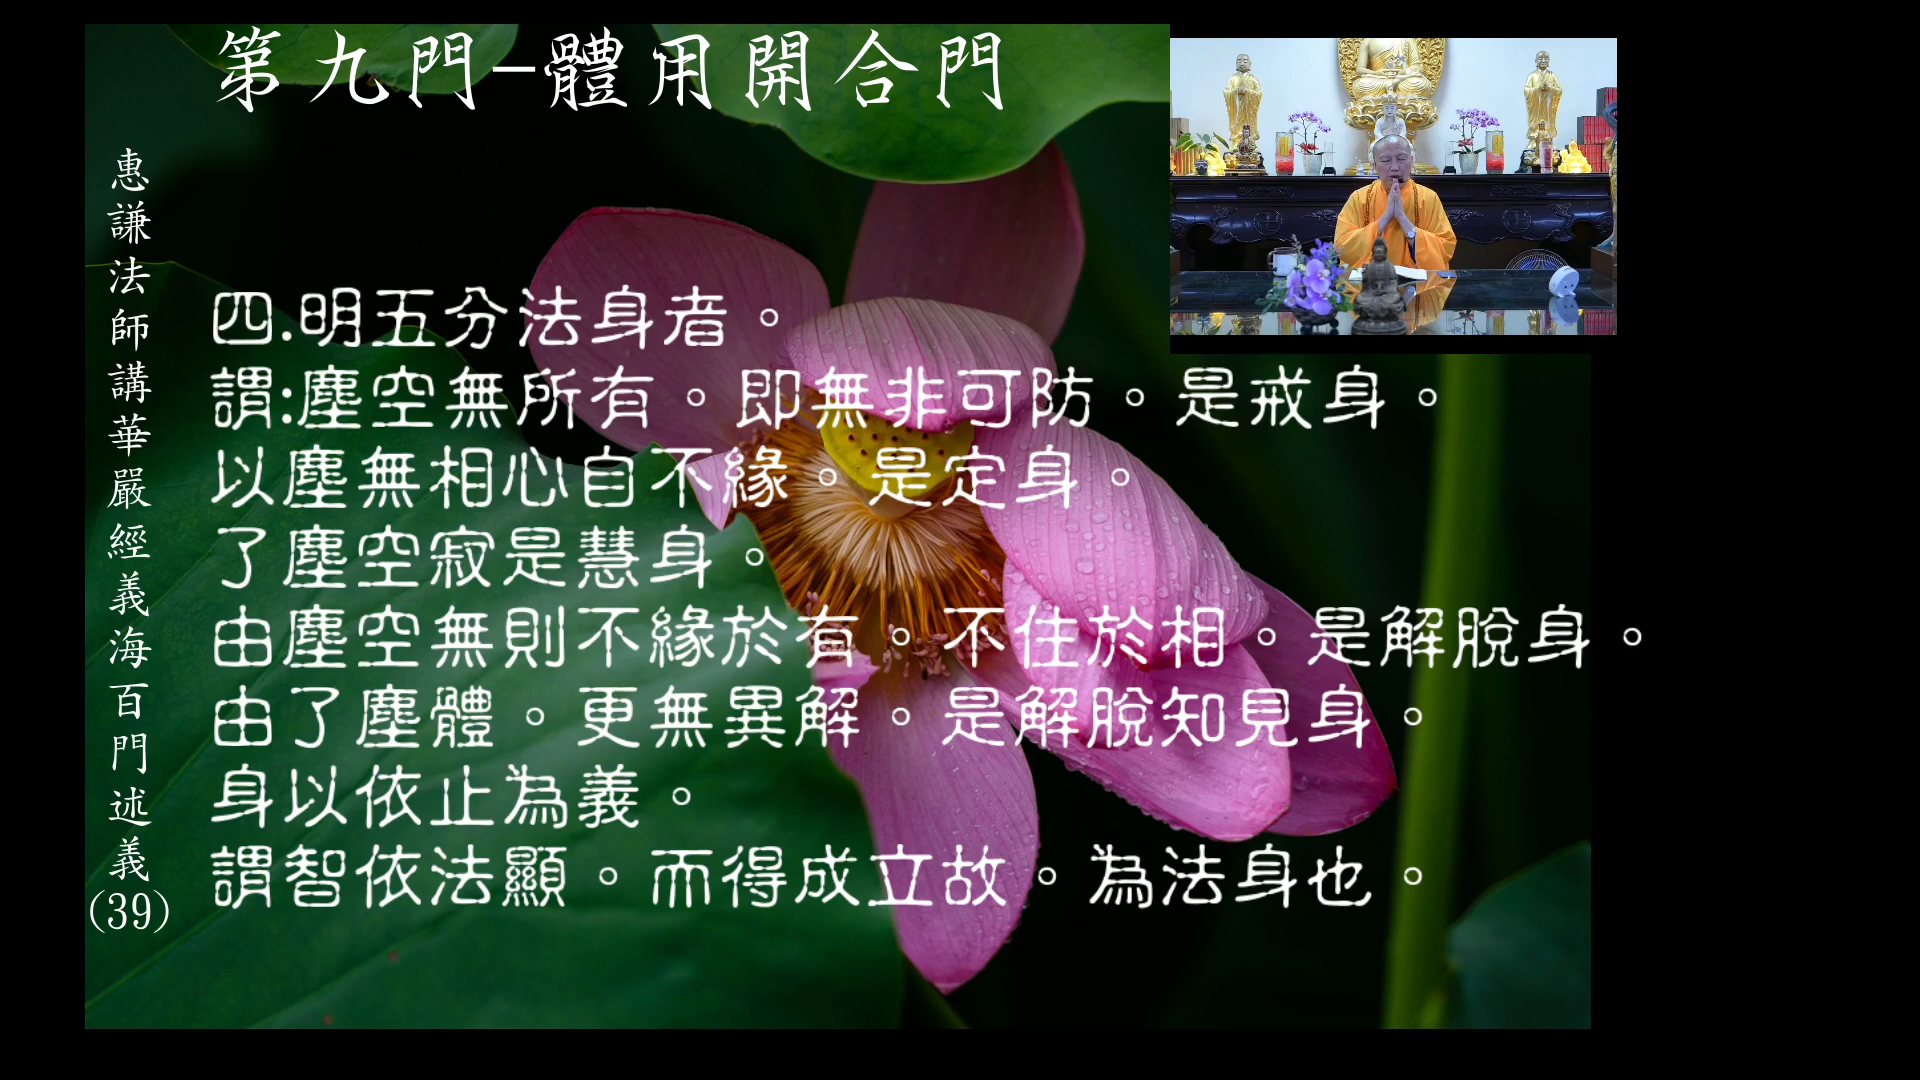 第九門-體用開合門
惠謙法師講華嚴經義海百門述義(39)
四.明五分法身者。
謂:塵空無所有。即無非可防。是戒身。
以塵無相心自不緣。是定身。
了塵空寂是慧身。
由塵空無則不緣於有。不住於相。是解脫身。
由了塵體。更無異解。是解脫知見身。
身以依止為義。
謂智依法顯。而得成立故。為法身也。